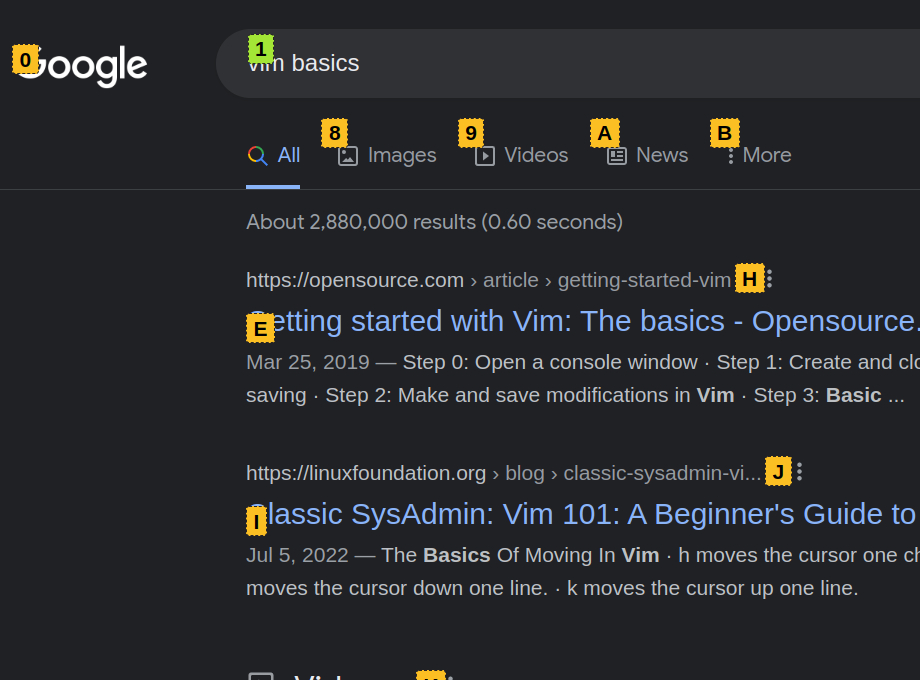 0 Google
1 vim basics
All 8 Images 9 Videos A News B More
About 2,880,000 results (0.60 seconds)
https://opensource.com › article › getting-started-vim H
E Getting started with Vim: The basics - Opensource.
Mar 25, 2019 — Step 0: Open a console window · Step 1: Create and clo
saving · Step 2: Make and save modifications in Vim · Step 3: Basic ...
https://linuxfoundation.org › blog › classic-sysadmin-vi... J
I Classic SysAdmin: Vim 101: A Beginner's Guide to
Jul 5, 2022 — The Basics Of Moving In Vim · h moves the cursor one ch
moves the cursor down one line. · k moves the cursor up one line.